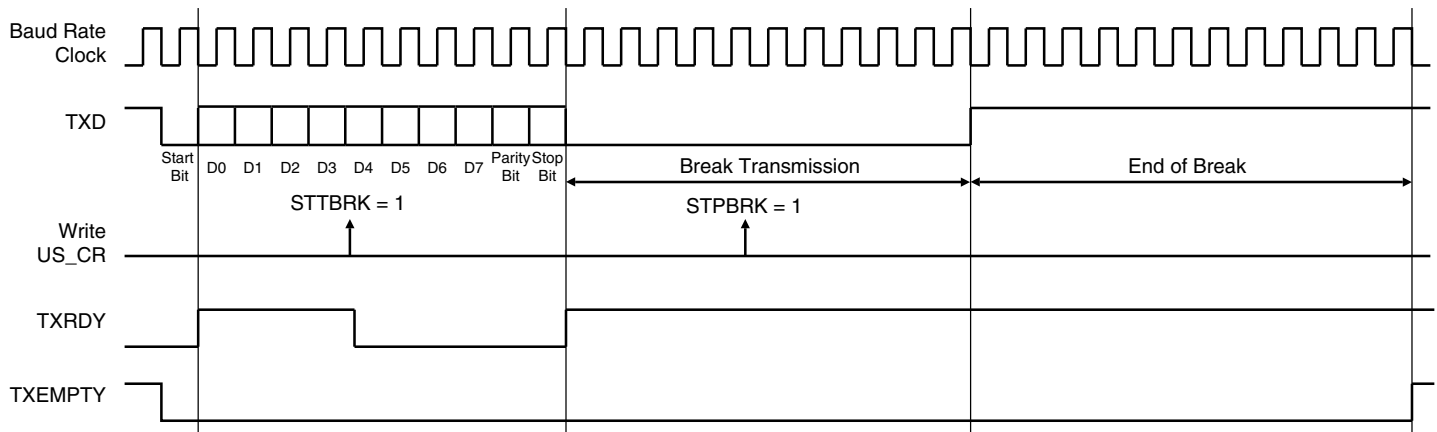 Baud Rate
Clock
TXD
Start
Bit
D0
D1
D2
D3
D4
D5
D6
D7
Parity
Bit
Stop
Bit
Break Transmission
End of Break
STTBRK = 1
STPBRK = 1
Write
US_CR
TXRDY
TXEMPTY